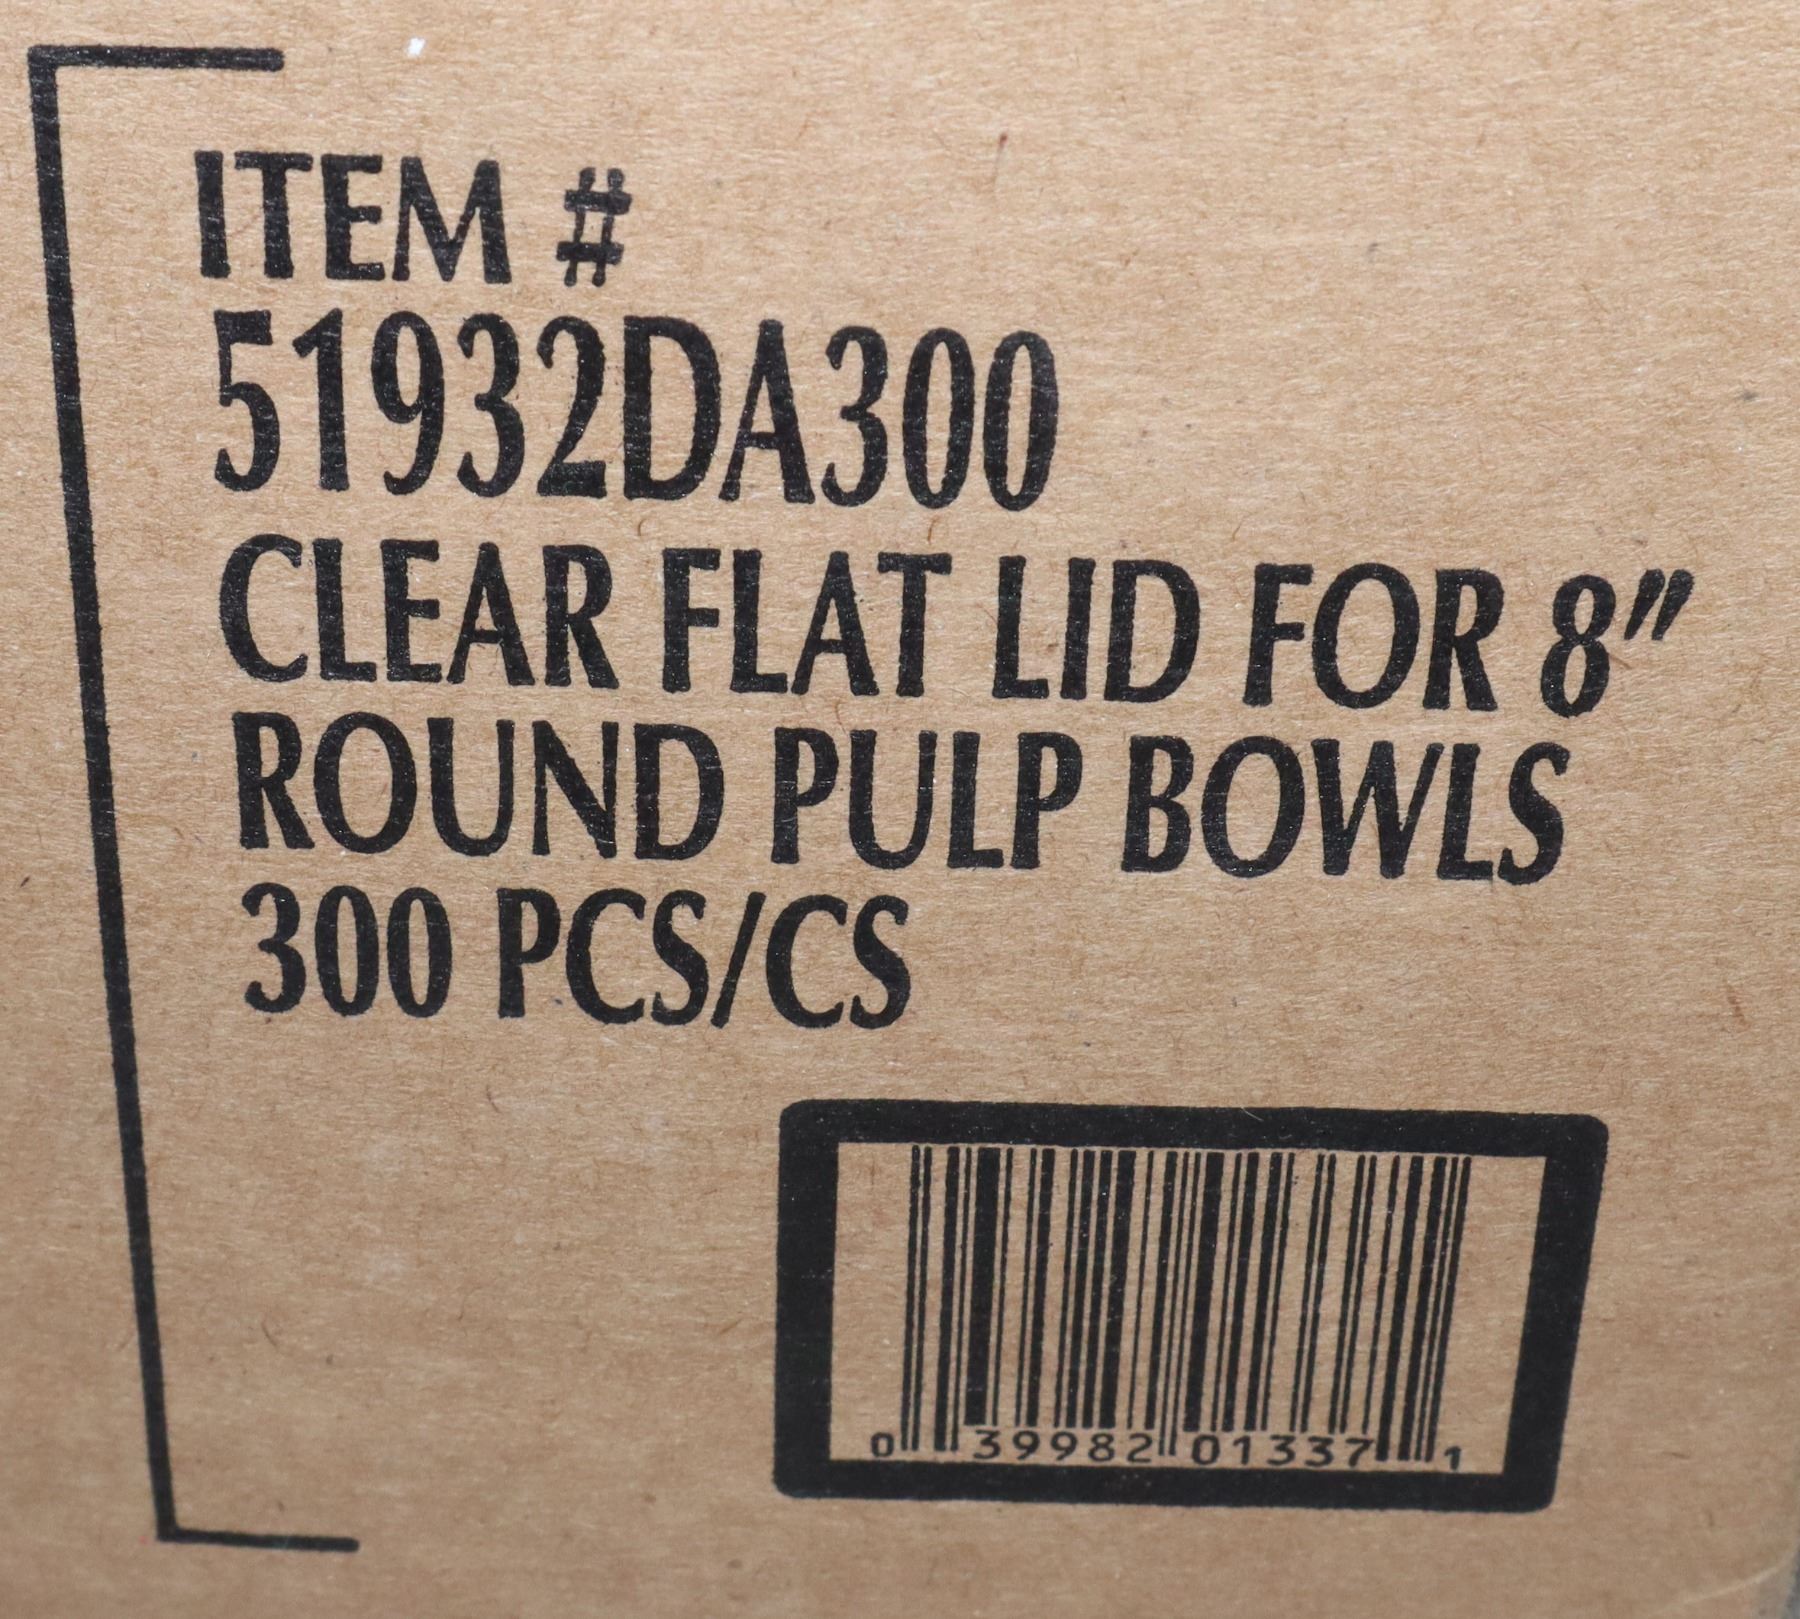 ITEM #
51932DA300
CLEAR FLAT LID FOR 8"
ROUND PULP BOWLS
300 PCS/CS
0 39982 01337 1